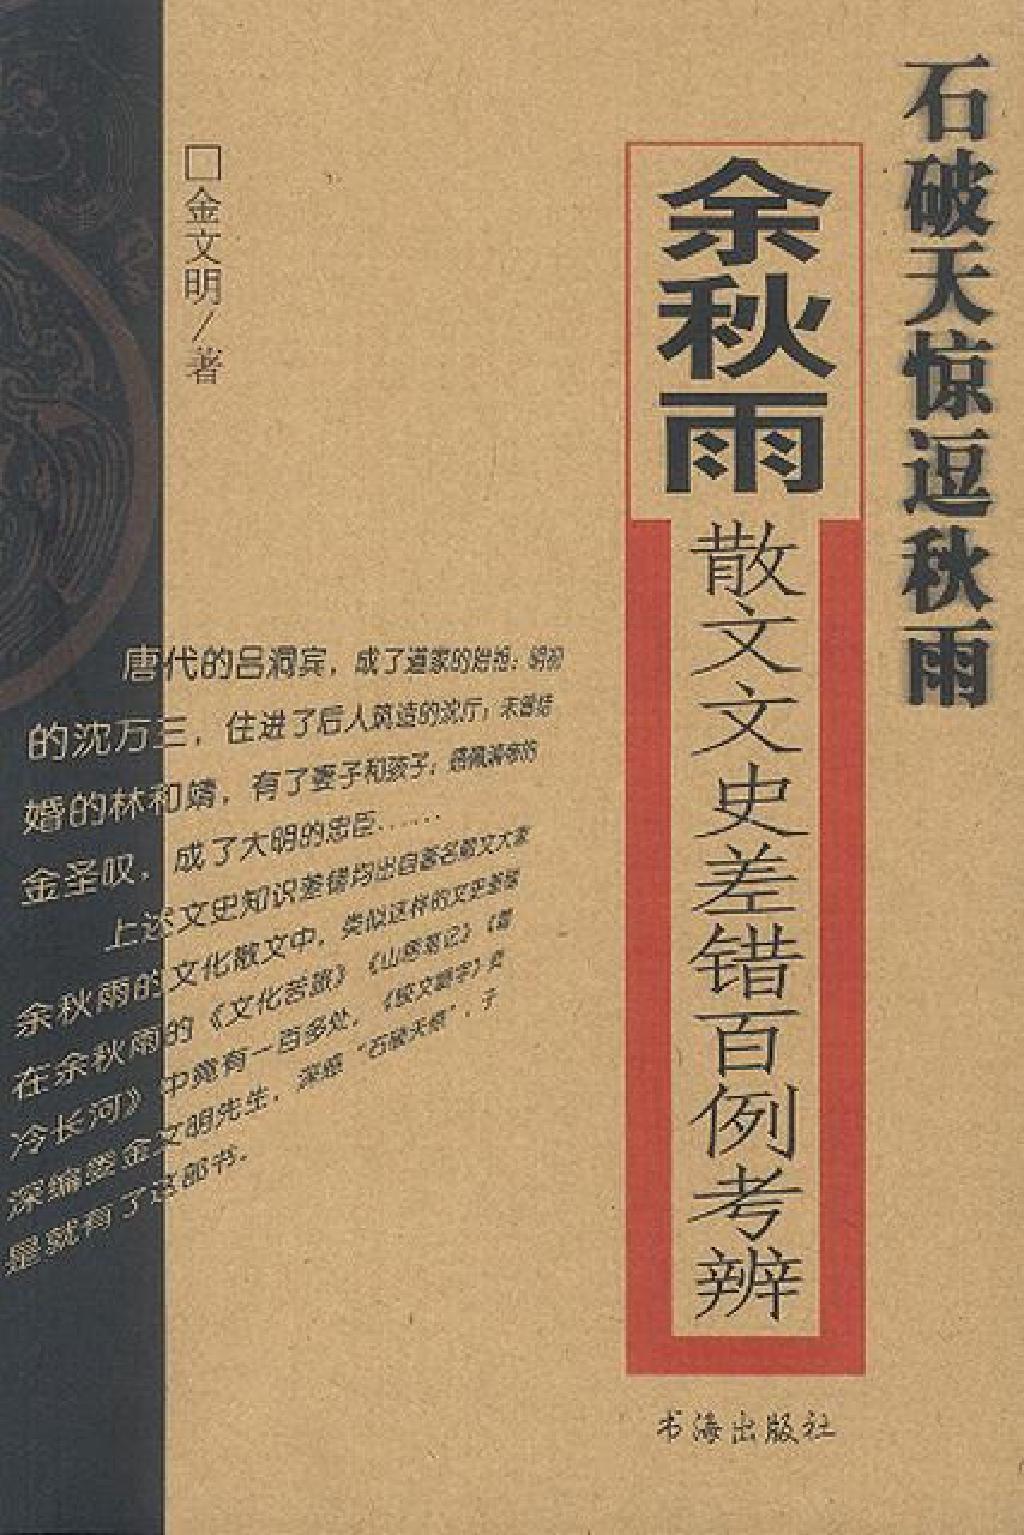 石破天惊逗秋雨
余秋雨
散文文史差错百例考辨
□金文明/著
唐代的吕洞宾，成了道家的始祖；明初
的沈万三，住进了后人筑造的沈厅；未曾结
婚的林和靖，有了妻子和孩子；
金圣叹，成了大明的忠臣……
上述文史知识差错均出自著名散文大家
余秋雨的文化散文中，类似这样的文史差错
在余秋雨的《文化苦旅》《山居笔记》《霜
冷长河》中竟有一百多处，《咬文嚼字》资
深编委金文明先生，深感“石破天惊”，于
是就有了这部书。
书海出版社